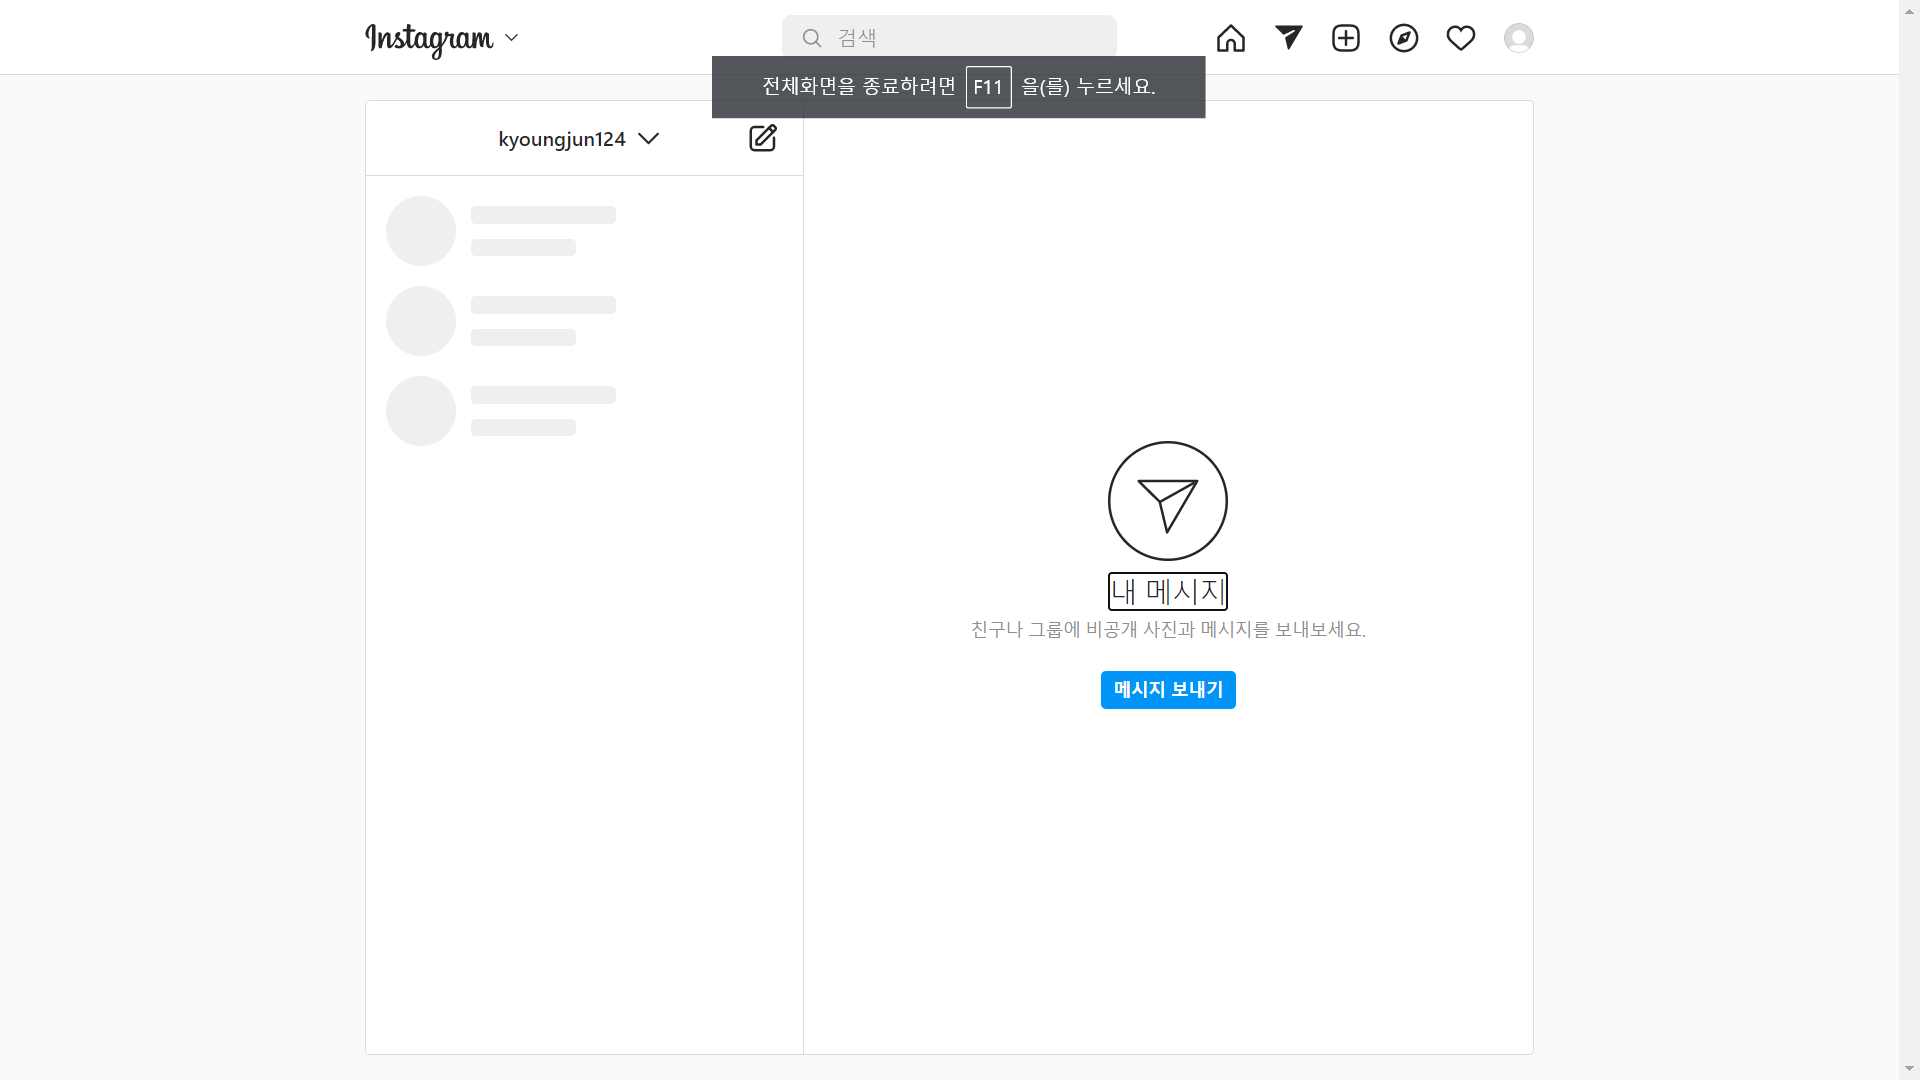 Instagram
검색
전체화면을 종료하려면 F11 을(를) 누르세요.
kyoungjun124
내 메시지
친구나 그룹에 비공개 사진과 메시지를 보내보세요.
메시지 보내기